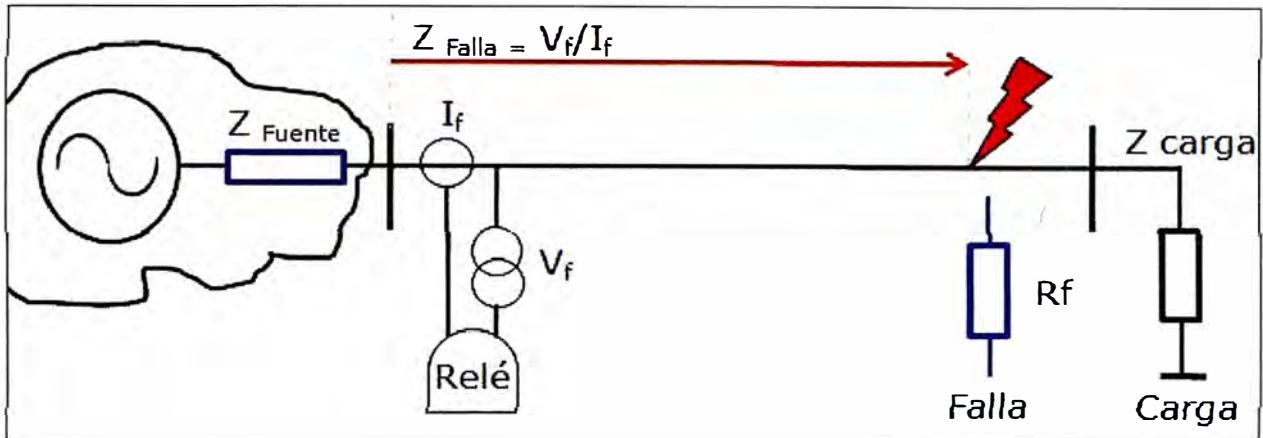 Z Falla = Vf/If
Z Fuente
If
Z carga
Vf
Rf
Relé
Falla
Carga